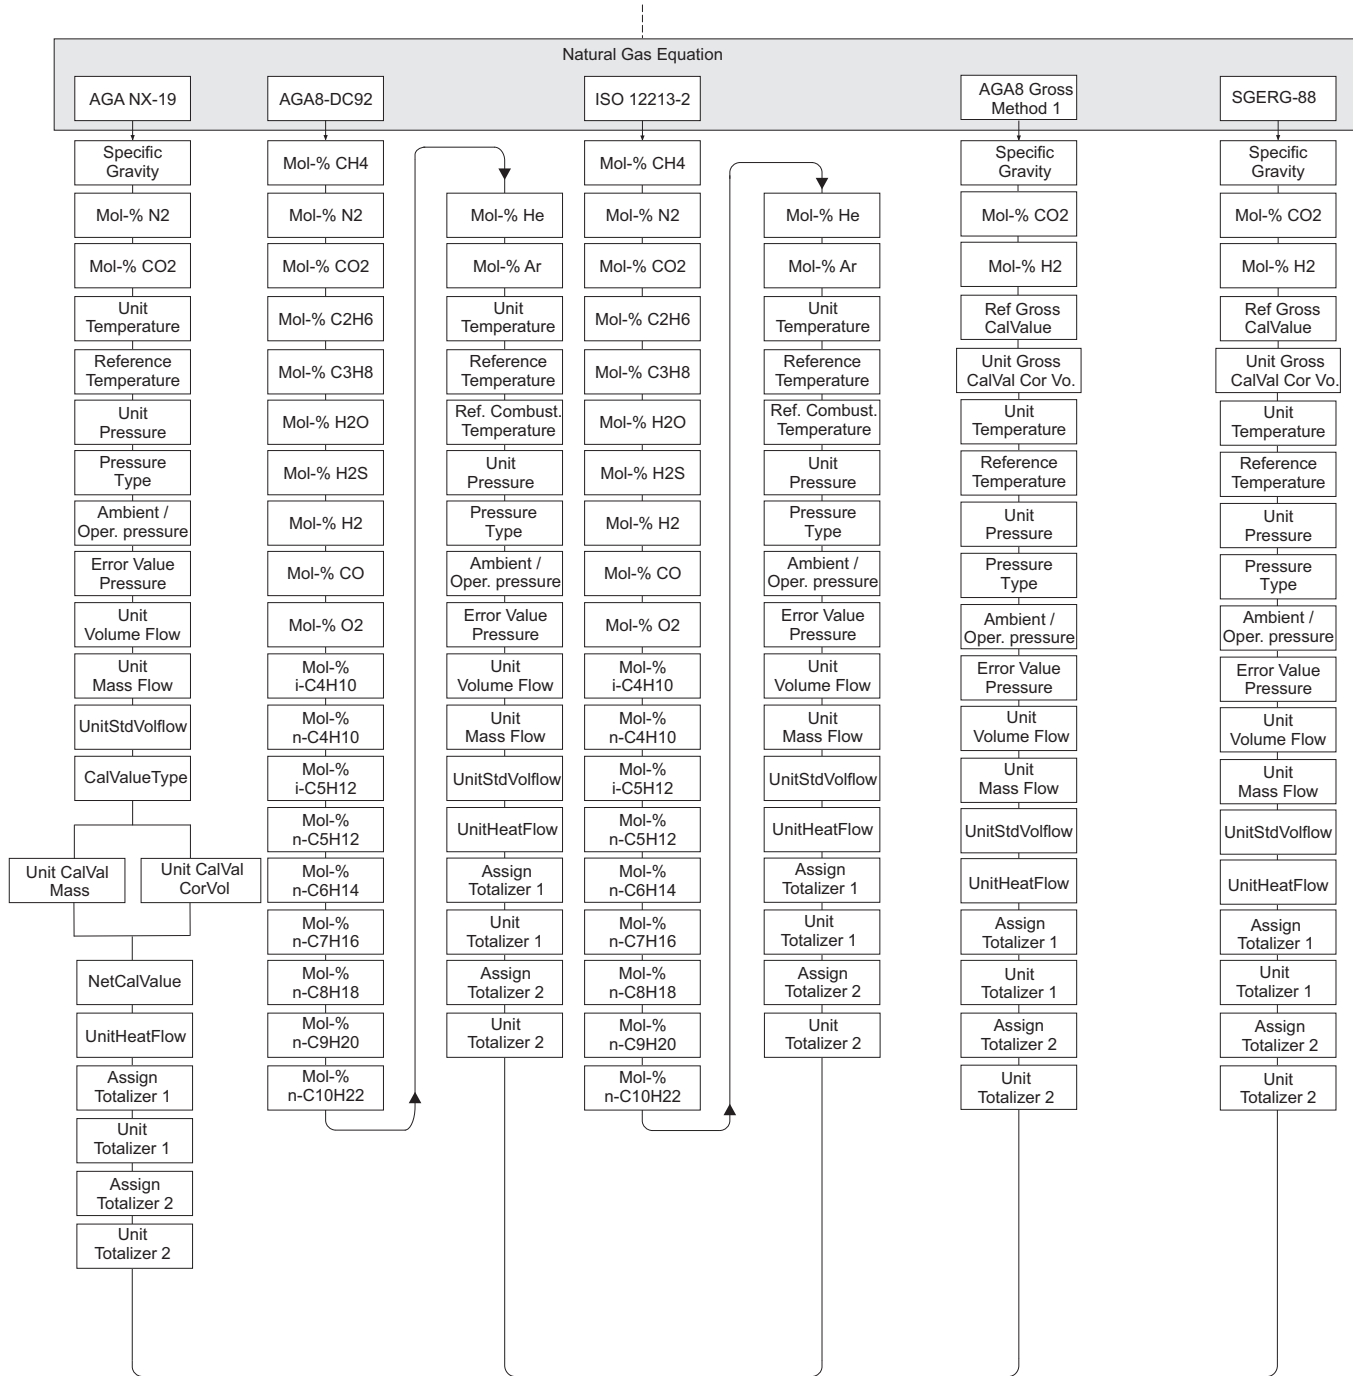 Natural Gas Equation
AGA NX-19
AGA8-DC92
ISO 12213-2
AGA8 Gross
Method 1
SGERG-88
Specific
Gravity
Mol-% N2
Mol-% CO2
Unit
Temperature
Reference
Temperature
Unit
Pressure
Pressure
Type
Ambient /
Oper. pressure
Error Value
Pressure
Unit
Volume Flow
Unit
Mass Flow
UnitStdVolflow
CalValueType
Unit CalVal
Mass
Unit CalVal
CorVol
NetCalValue
UnitHeatFlow
Assign
Totalizer 1
Unit
Totalizer 1
Assign
Totalizer 2
Unit
Totalizer 2
Mol-% CH4
Mol-% N2
Mol-% CO2
Mol-% C2H6
Mol-% C3H8
Mol-% H2O
Mol-% H2S
Mol-% H2
Mol-% CO
Mol-% O2
Mol-%
i-C4H10
Mol-%
n-C4H10
Mol-%
i-C5H12
Mol-%
n-C5H12
Mol-%
n-C6H14
Mol-%
n-C7H16
Mol-%
n-C8H18
Mol-%
n-C9H20
Mol-%
n-C10H22
Mol-% He
Mol-% Ar
Unit
Temperature
Reference
Temperature
Ref. Combust.
Temperature
Unit
Pressure
Pressure
Type
Ambient /
Oper. pressure
Error Value
Pressure
Unit
Volume Flow
Unit
Mass Flow
UnitStdVolflow
UnitHeatFlow
Assign
Totalizer 1
Unit
Totalizer 1
Assign
Totalizer 2
Unit
Totalizer 2
Mol-% CH4
Mol-% N2
Mol-% CO2
Mol-% C2H6
Mol-% C3H8
Mol-% H2O
Mol-% H2S
Mol-% H2
Mol-% CO
Mol-% O2
Mol-%
i-C4H10
Mol-%
n-C4H10
Mol-%
i-C5H12
Mol-%
n-C5H12
Mol-%
n-C6H14
Mol-%
n-C7H16
Mol-%
n-C8H18
Mol-%
n-C9H20
Mol-%
n-C10H22
Mol-% He
Mol-% Ar
Unit
Temperature
Reference
Temperature
Ref. Combust.
Temperature
Unit
Pressure
Pressure
Type
Ambient /
Oper. pressure
Error Value
Pressure
Unit
Volume Flow
Unit
Mass Flow
UnitStdVolflow
UnitHeatFlow
Assign
Totalizer 1
Unit
Totalizer 1
Assign
Totalizer 2
Unit
Totalizer 2
Specific
Gravity
Mol-% CO2
Mol-% H2
Ref Gross
CalValue
Unit Gross
CalVal Cor Vo.
Unit
Temperature
Reference
Temperature
Unit
Pressure
Pressure
Type
Ambient /
Oper. pressure
Error Value
Pressure
Unit
Volume Flow
Unit
Mass Flow
UnitStdVolflow
UnitHeatFlow
Assign
Totalizer 1
Unit
Totalizer 1
Assign
Totalizer 2
Unit
Totalizer 2
Specific
Gravity
Mol-% CO2
Mol-% H2
Ref Gross
CalValue
Unit Gross
CalVal Cor Vo.
Unit
Temperature
Reference
Temperature
Unit
Pressure
Pressure
Type
Ambient /
Oper. pressure
Error Value
Pressure
Unit
Volume Flow
Unit
Mass Flow
UnitStdVolflow
UnitHeatFlow
Assign
Totalizer 1
Unit
Totalizer 1
Assign
Totalizer 2
Unit
Totalizer 2